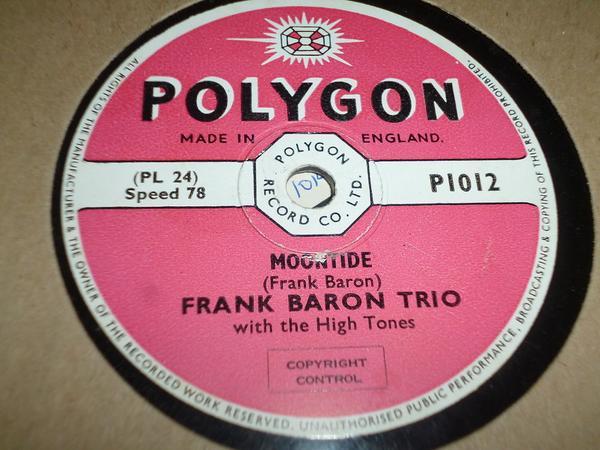 POLYGON
MADE IN ENGLAND.
POLYGON RECORD CO. LTD.
1012
(PL 24)
Speed 78
P1012
MOONTIDE
(Frank Baron)
FRANK BARON TRIO
with the High Tones
COPYRIGHT
CONTROL
ALL RIGHTS OF THE MANUFACTURER & THE OWNER OF THE RECORDED WORK RESERVED. UNAUTHORISED PUBLIC PERFORMANCE, BROADCASTING & COPYING OF THIS RECORD PROHIBITED.